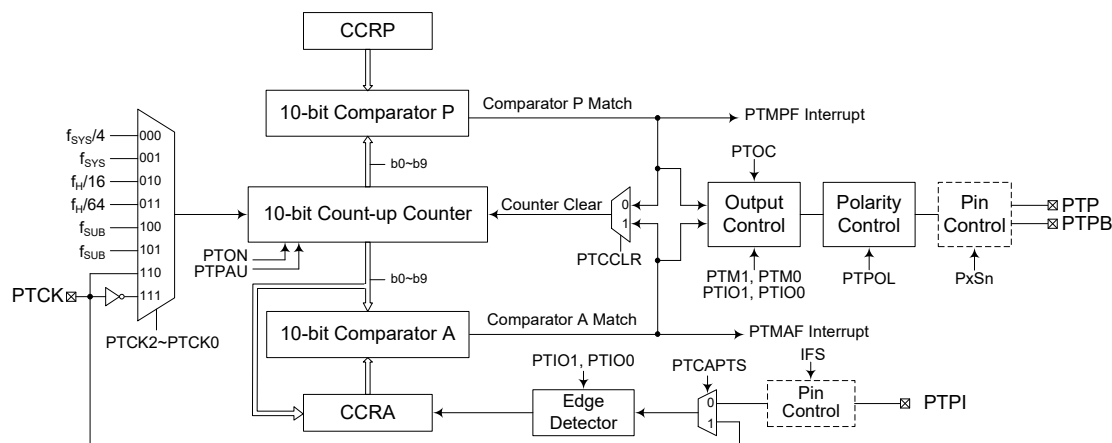 CCRP
10-bit Comparator P
Comparator P Match
PTMPF Interrupt
b0~b9
fSYS/4
000
fSYS
001
fH/16
010
fH/64
011
fSUB
100
fSUB
101
110
111
PTCK
PTCK2~PTCK0
10-bit Count-up Counter
PTON
PTPAU
Counter Clear
0
1
PTCCLR
PTOC
Output
Control
PTM1, PTM0
PTIO1, PTIO0
Polarity
Control
PTPOL
Pin
Control
PxSn
PTP
PTPB
b0~b9
10-bit Comparator A
Comparator A Match
PTMAF Interrupt
CCRA
PTIO1, PTIO0
Edge
Detector
PTCAPTS
0
1
IFS
Pin
Control
PTPI